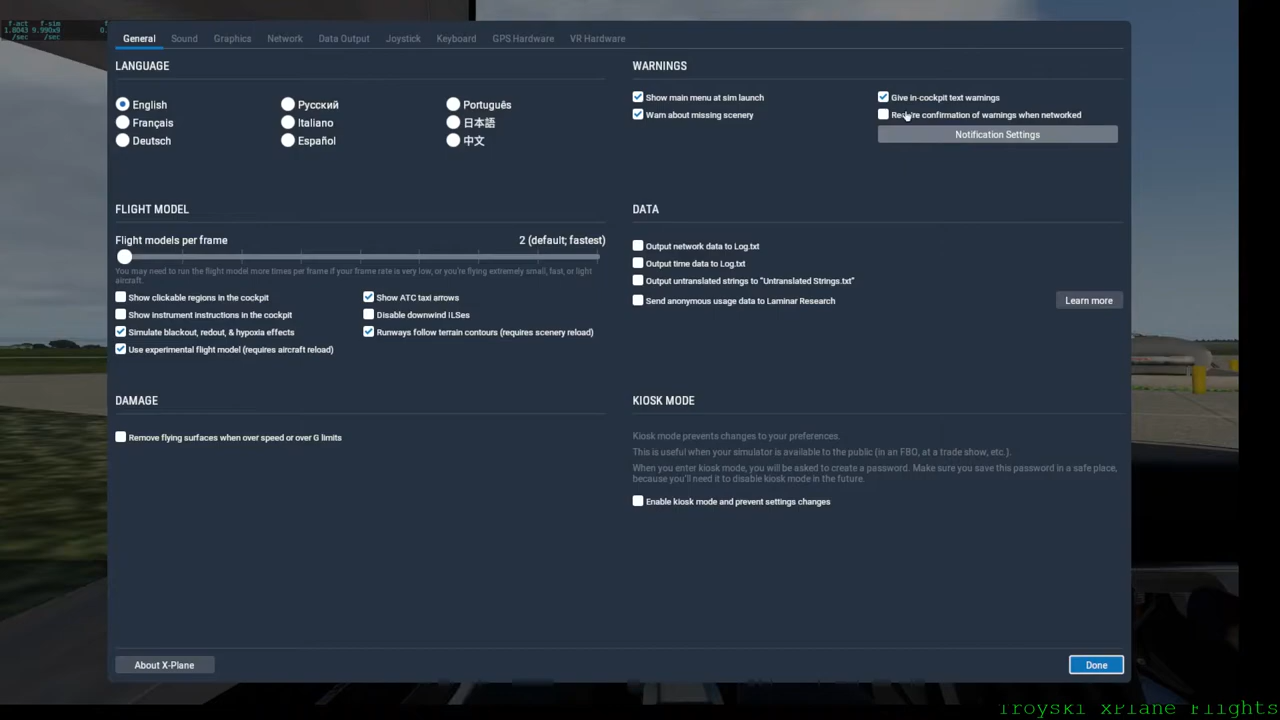 f-act f-sim f
1.8043 9.990x9 0.
/sec /sec
General Sound Graphics Network Data Output Joystick Keyboard GPS Hardware VR Hardware
LANGUAGE
English Русский Português
Français Italiano 日本語
Deutsch Español 中文
WARNINGS
Show main menu at sim launch Give in-cockpit text warnings
Warn about missing scenery Require confirmation of warnings when networked
Notification Settings
FLIGHT MODEL
Flight models per frame 2 (default; fastest)
You may need to run the flight model more times per frame if your frame rate is very low, or you're flying extremely small, fast, or light
aircraft.
Show clickable regions in the cockpit Show ATC taxi arrows
Show instrument instructions in the cockpit Disable downwind ILSes
Simulate blackout, redout, & hypoxia effects Runways follow terrain contours (requires scenery reload)
Use experimental flight model (requires aircraft reload)
DATA
Output network data to Log.txt
Output time data to Log.txt
Output untranslated strings to "Untranslated Strings.txt"
Send anonymous usage data to Laminar Research Learn more
DAMAGE
Remove flying surfaces when over speed or over G limits
KIOSK MODE
Kiosk mode prevents changes to your preferences.
This is useful when your simulator is available to the public (in an FBO, at a trade show, etc.).
When you enter kiosk mode, you will be asked to create a password. Make sure you save this password in a safe place,
because you'll need it to disable kiosk mode in the future.
Enable kiosk mode and prevent settings changes
About X-Plane Done
Troyski XPlane Flights